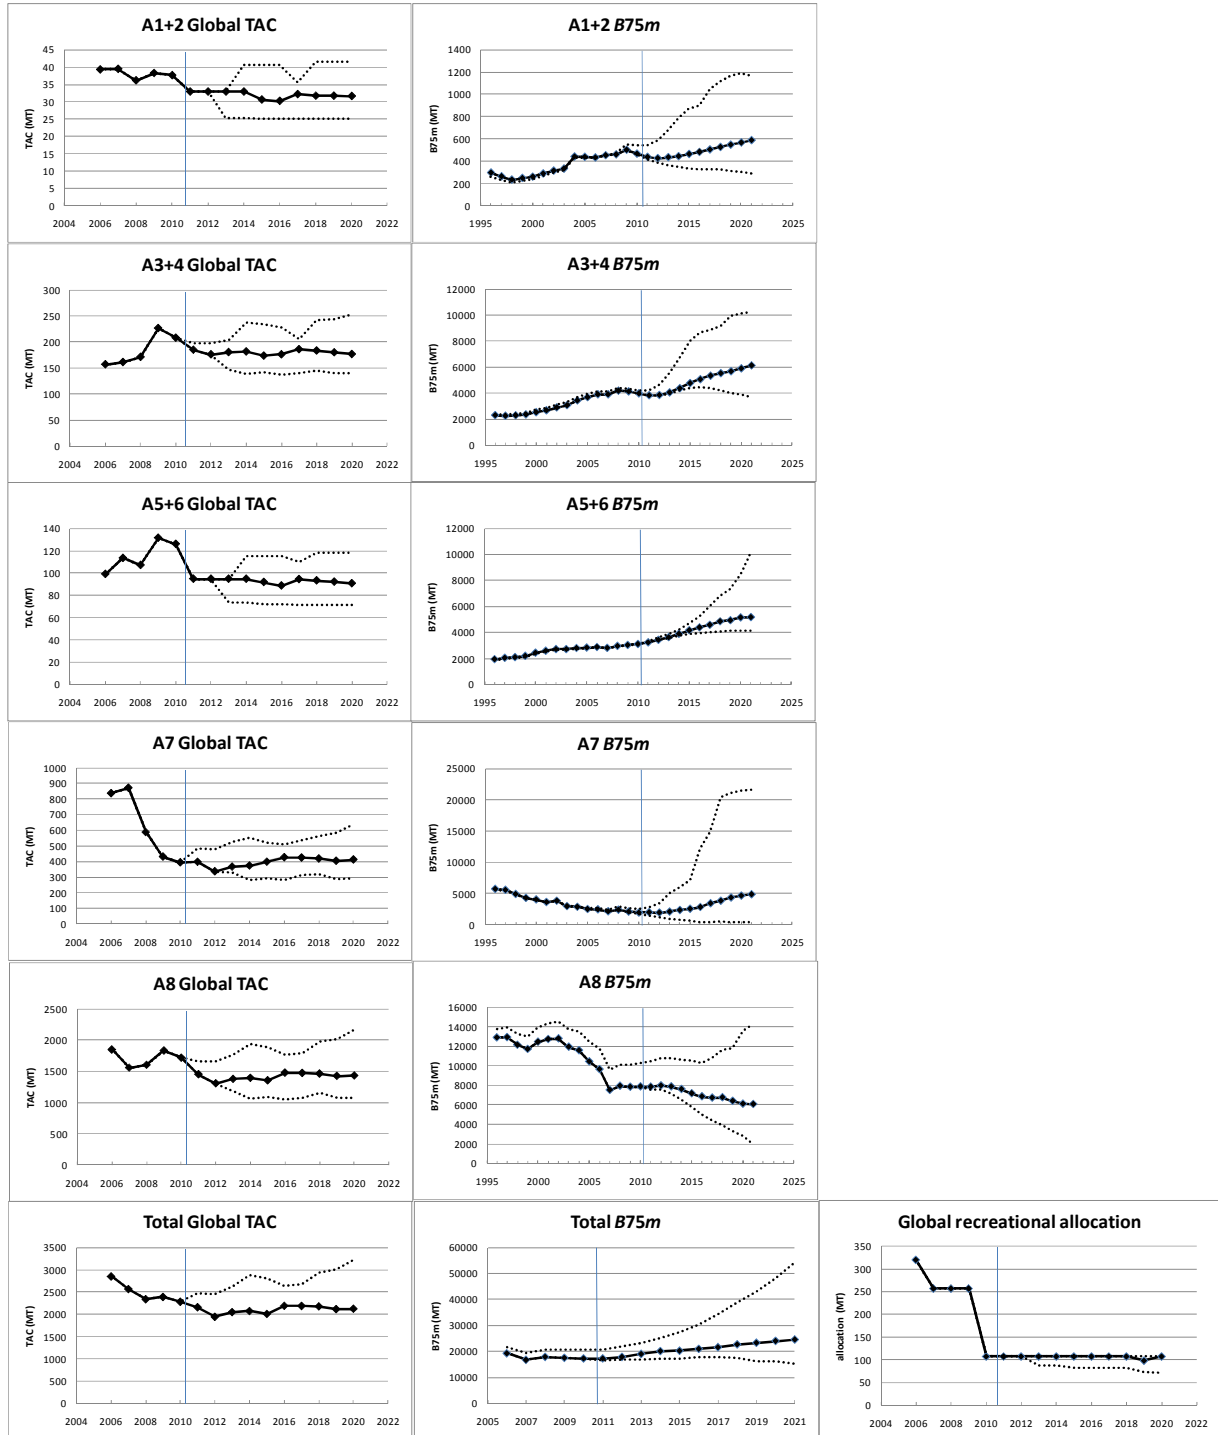 A1+2 Global TAC
TAC (MT)
45
40
35
30
25
20
15
10
5
0
2004 2006 2008 2010 2012 2014 2016 2018 2020 2022
A1+2 B75m
B75m (MT)
1400
1200
1000
800
600
400
200
0
1995 2000 2005 2010 2015 2020 2025
A3+4 Global TAC
TAC (MT)
300
250
200
150
100
50
0
2004 2006 2008 2010 2012 2014 2016 2018 2020 2022
A3+4 B75m
B75m (MT)
12000
10000
8000
6000
4000
2000
0
1995 2000 2005 2010 2015 2020 2025
A5+6 Global TAC
TAC (MT)
140
120
100
80
60
40
20
0
2004 2006 2008 2010 2012 2014 2016 2018 2020 2022
A5+6 B75m
B75m (MT)
12000
10000
8000
6000
4000
2000
0
1995 2000 2005 2010 2015 2020 2025
A7 Global TAC
TAC (MT)
1000
900
800
700
600
500
400
300
200
100
0
2004 2006 2008 2010 2012 2014 2016 2018 2020 2022
A7 B75m
B75m (MT)
25000
20000
15000
10000
5000
0
1995 2000 2005 2010 2015 2020 2025
A8 Global TAC
TAC (MT)
2500
2000
1500
1000
500
0
2004 2006 2008 2010 2012 2014 2016 2018 2020 2022
A8 B75m
B75m (MT)
16000
14000
12000
10000
8000
6000
4000
2000
0
1995 2000 2005 2010 2015 2020 2025
Total Global TAC
TAC (MT)
3500
3000
2500
2000
1500
1000
500
0
2004 2006 2008 2010 2012 2014 2016 2018 2020 2022
Total B75m
B75m (MT)
60000
50000
40000
30000
20000
10000
0
2005 2007 2009 2011 2013 2015 2017 2019 2021
Global recreational allocation
allocation (MT)
350
300
250
200
150
100
50
0
2004 2006 2008 2010 2012 2014 2016 2018 2020 2022